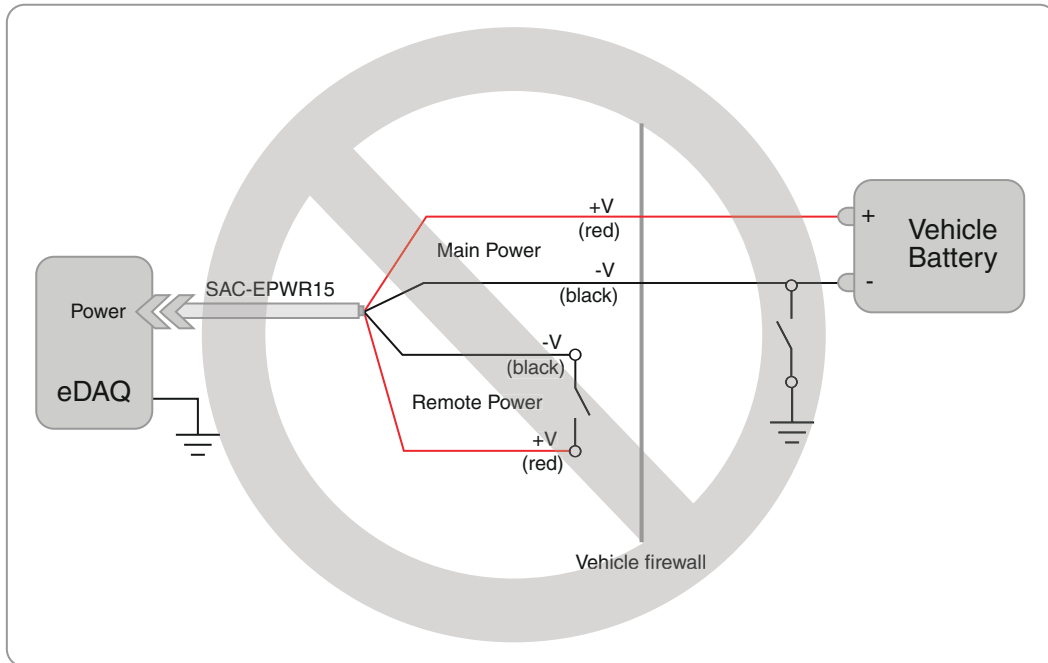 +V
(red)
+
Vehicle
Battery
Main Power
-V
(black)
-
SAC-EPWR15
Power
eDAQ
-V
(black)
Remote Power
+V
(red)
Vehicle firewall